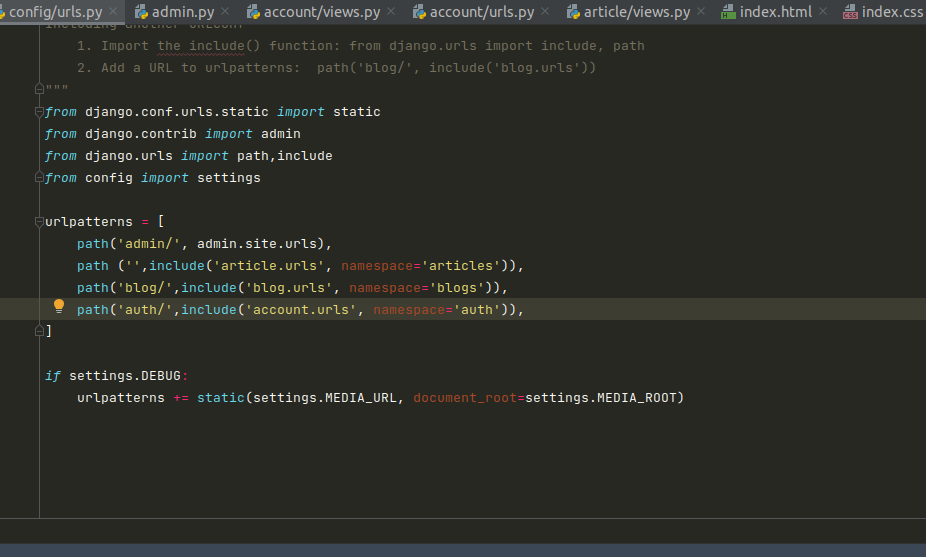 config/urls.py × admin.py × account/views.py × account/urls.py × article/views.py × index.html × index.css
Including another URLconf
    1. Import the include() function: from django.urls import include, path
    2. Add a URL to urlpatterns:  path('blog/', include('blog.urls'))
"""
from django.conf.urls.static import static
from django.contrib import admin
from django.urls import path,include
from config import settings
urlpatterns = [
    path('admin/', admin.site.urls),
    path ('',include('article.urls', namespace='articles')),
    path('blog/',include('blog.urls', namespace='blogs')),
    path('auth/',include('account.urls', namespace='auth')),
]
if settings.DEBUG:
    urlpatterns += static(settings.MEDIA_URL, document_root=settings.MEDIA_ROOT)